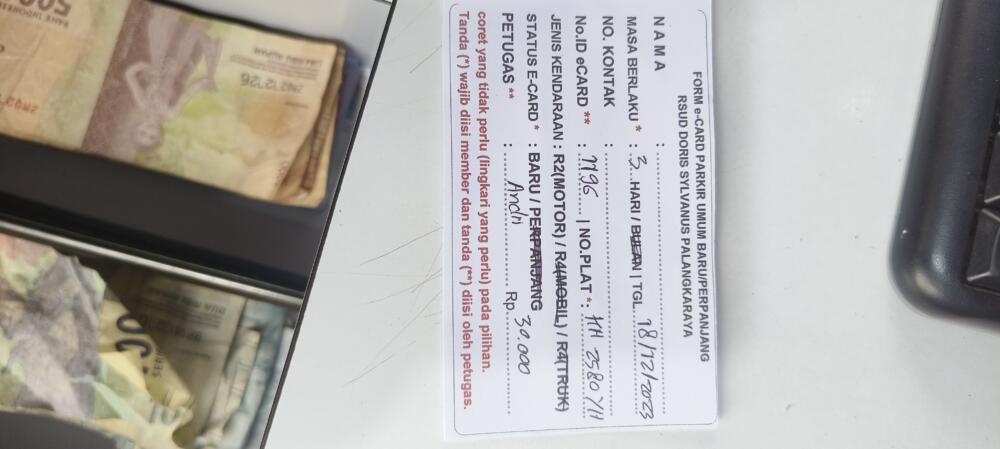 FORM e-CARD PARKIR UMUM BARU/PERPANJANG
RSUD DORIS SYLVANUS PALANGKARAYA
N A M A :
MASA BERLAKU * : 3 HARI / BULAN | TGL 18/12/2023
NO. KONTAK :
No.ID eCARD ** : 1796 | NO.PLAT * : KH 2580 YH
JENIS KENDARAAN : R2(MOTOR) / R4(MOBIL) / R4(TRUK)
STATUS E-CARD * : BARU / PERPANJANG
PETUGAS ** : Andri Rp 30.000
coret yang tidak perlu (lingkari yang perlu) pada pilihan.
Tanda (*) wajib diisi member dan tanda (**) diisi oleh petugas.